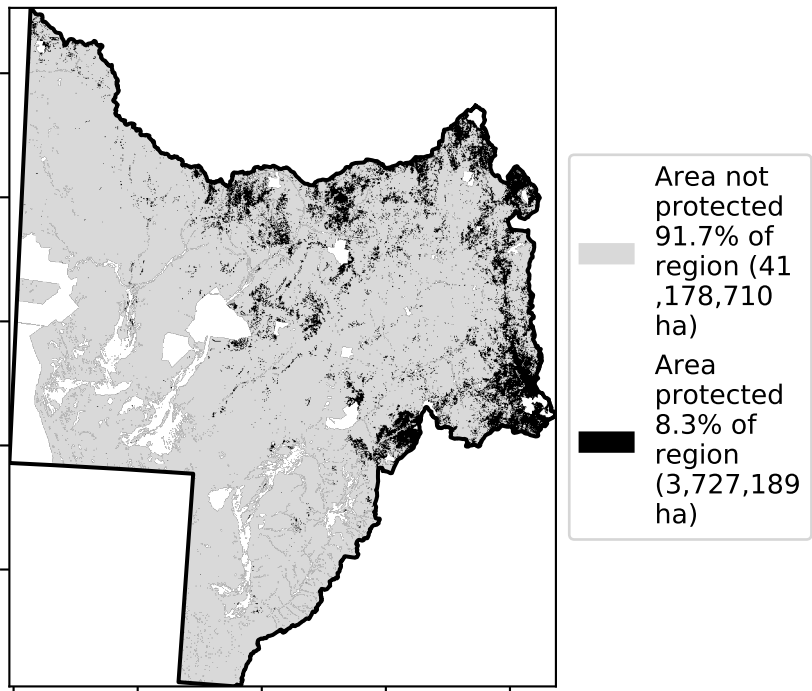 Area not
protected
91.7% of
region (41
,178,710
ha)
Area
protected
8.3% of
region
(3,727,189
ha)